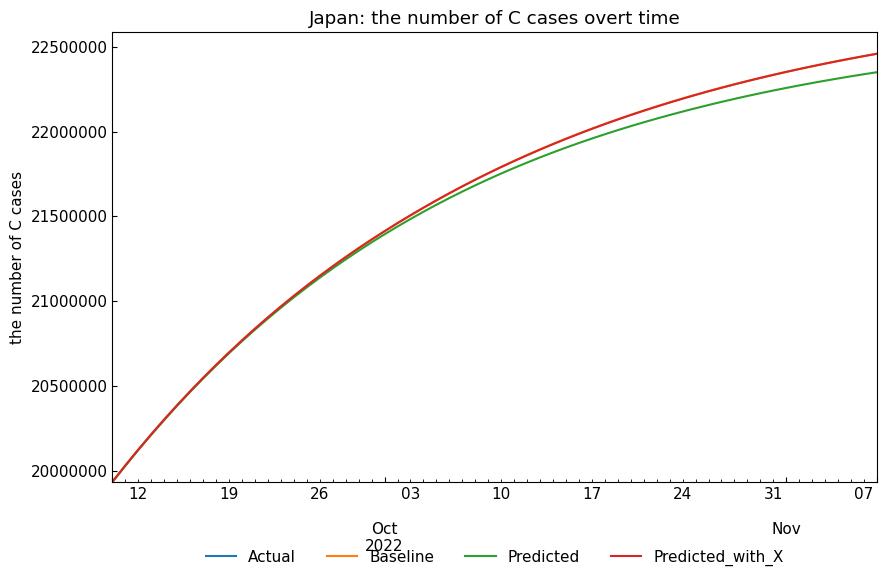 Japan: the number of C cases overt time
the number of C cases
22500000
22000000
21500000
21000000
20500000
20000000
12 19 26 03 10 17 24 31 07
Oct Nov
2022
Actual Baseline Predicted Predicted_with_X